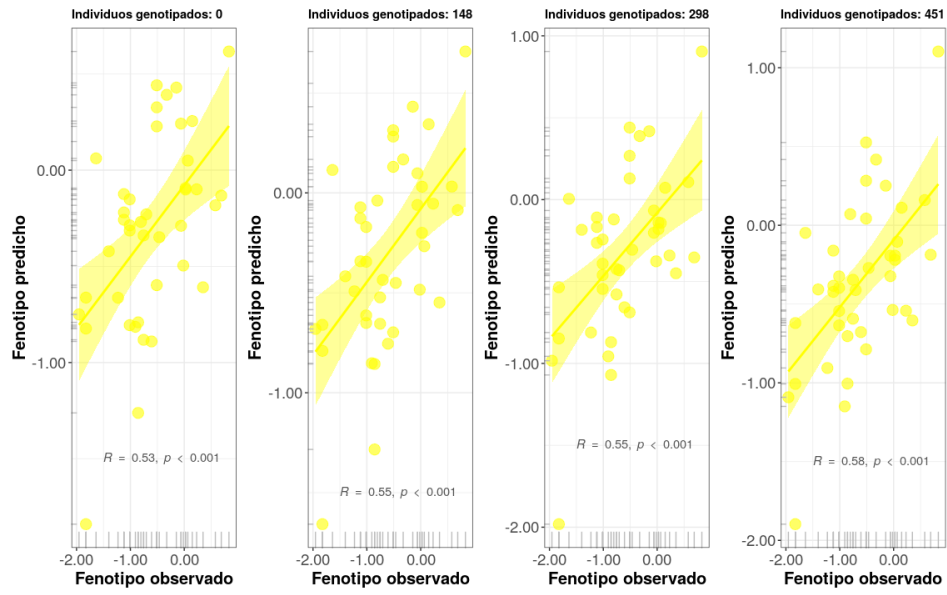 Individuos genotipados: 0
Individuos genotipados: 148
Individuos genotipados: 298
Individuos genotipados: 451
Fenotipo predicho
0.00
-1.00
R = 0.53, p < 0.001
-2.00 -1.00 0.00
Fenotipo observado
Fenotipo predicho
0.00
-1.00
R = 0.55, p < 0.001
-2.00 -1.00 0.00
Fenotipo observado
Fenotipo predicho
1.00
0.00
-1.00
-2.00
R = 0.55, p < 0.001
-2.00 -1.00 0.00
Fenotipo observado
Fenotipo predicho
1.00
0.00
-1.00
-2.00
R = 0.58, p < 0.001
-2.00 -1.00 0.00
Fenotipo observado